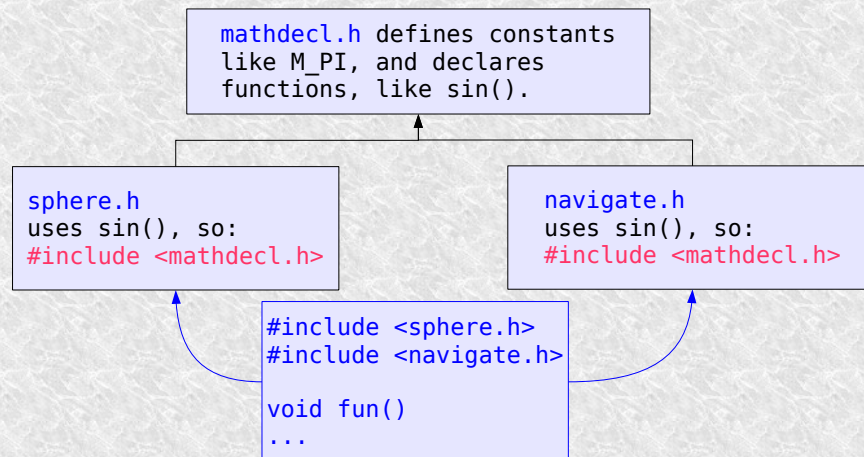 mathdecl.h defines constants
like M_PI, and declares
functions, like sin().
sphere.h
uses sin(), so:
#include <mathdecl.h>
navigate.h
uses sin(), so:
#include <mathdecl.h>
#include <sphere.h>
#include <navigate.h>
void fun()
...